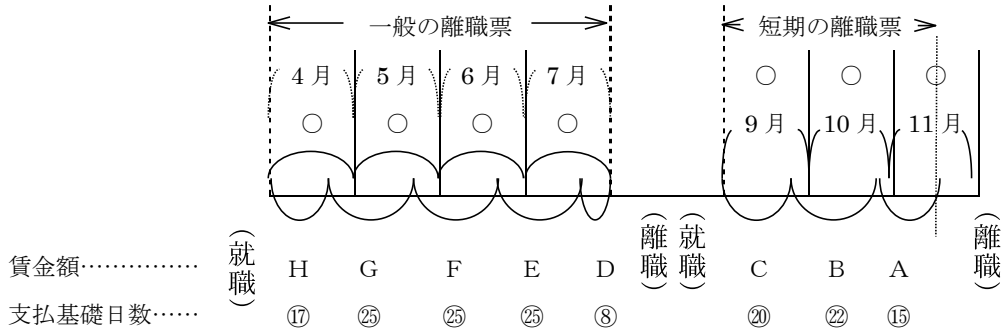 一般の離職票 短期の離職票
4月 5月 6月 7月 ○ ○ ○
○ ○ ○ ○ 9月 10月 11月
(就職) (離職) (就職) (離職)
賃金額…………… H G F E D C B A
支払基礎日数…… ⑰ ㉕ ㉕ ㉕ ⑧ ⑳ ㉒ ⑮